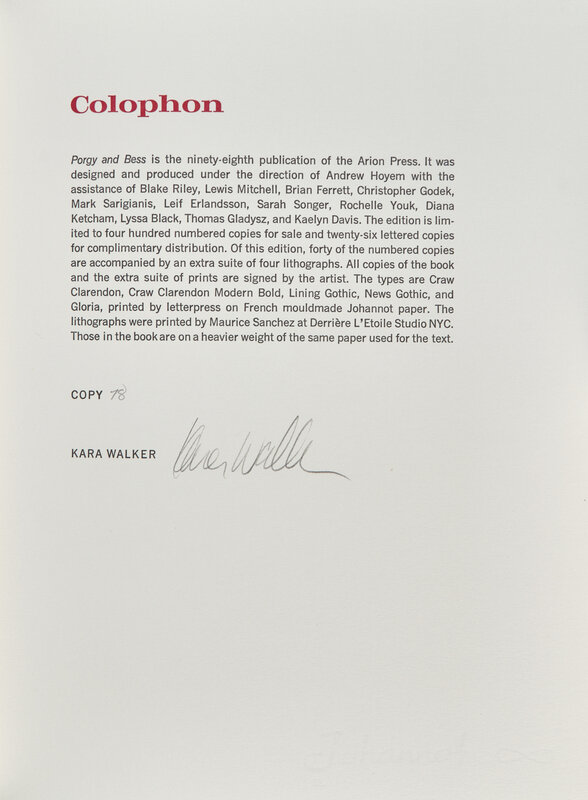 Colophon
Porgy and Bess is the ninety-eighth publication of the Arion Press. It was
designed and produced under the direction of Andrew Hoyem with the
assistance of Blake Riley, Lewis Mitchell, Brian Ferrett, Christopher Godek,
Mark Sarigianis, Leif Erlandsson, Sarah Songer, Rochelle Youk, Diana
Ketcham, Lyssa Black, Thomas Gladysz, and Kaelyn Davis. The edition is lim-
ited to four hundred numbered copies for sale and twenty-six lettered copies
for complimentary distribution. Of this edition, forty of the numbered copies
are accompanied by an extra suite of four lithographs. All copies of the book
and the extra suite of prints are signed by the artist. The types are Craw
Clarendon, Craw Clarendon Modern Bold, Lining Gothic, News Gothic, and
Gloria, printed by letterpress on French mouldmade Johannot paper. The
lithographs were printed by Maurice Sanchez at Derrière L'Etoile Studio NYC.
Those in the book are on a heavier weight of the same paper used for the text.
COPY 78
KARA WALKER Kara Walker